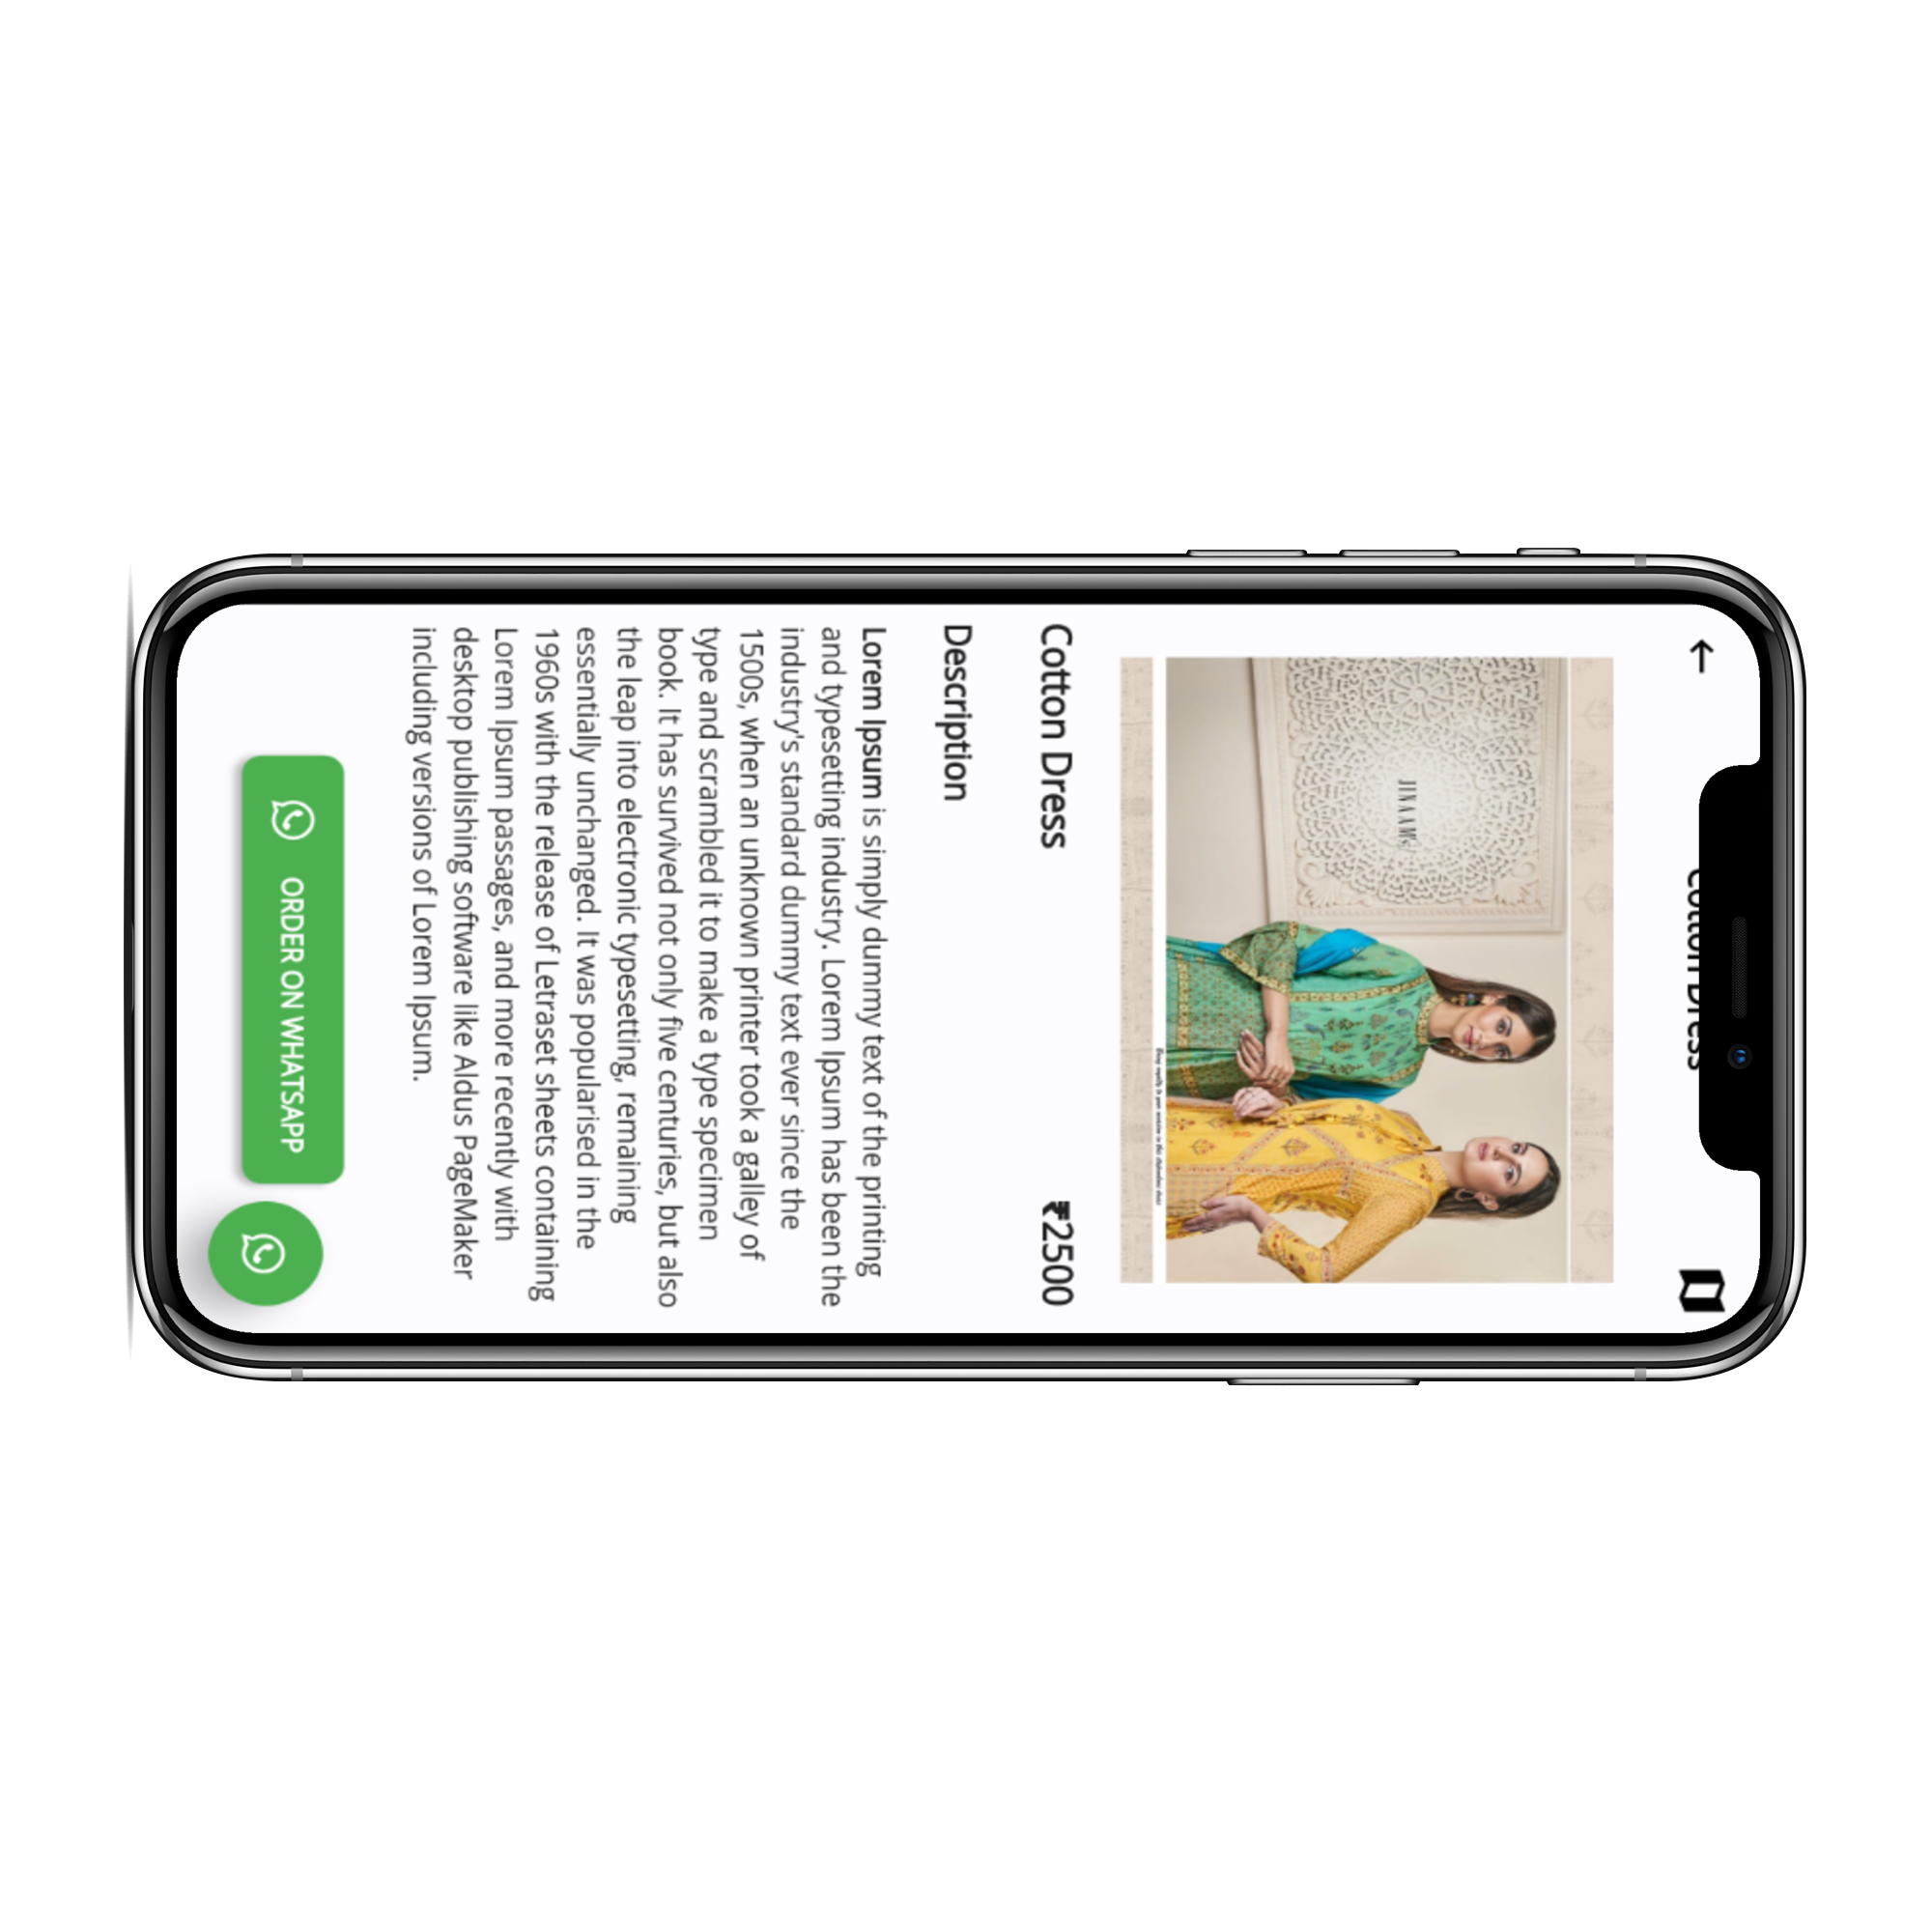 Cotton Dress
JINAAM
Cotton Dress ₹2500
Description
Lorem Ipsum is simply dummy text of the printing
and typesetting industry. Lorem Ipsum has been the
industry's standard dummy text ever since the
1500s, when an unknown printer took a galley of
type and scrambled it to make a type specimen
book. It has survived not only five centuries, but also
the leap into electronic typesetting, remaining
essentially unchanged. It was popularised in the
1960s with the release of Letraset sheets containing
Lorem Ipsum passages, and more recently with
desktop publishing software like Aldus PageMaker
including versions of Lorem Ipsum.
ORDER ON WHATSAPP